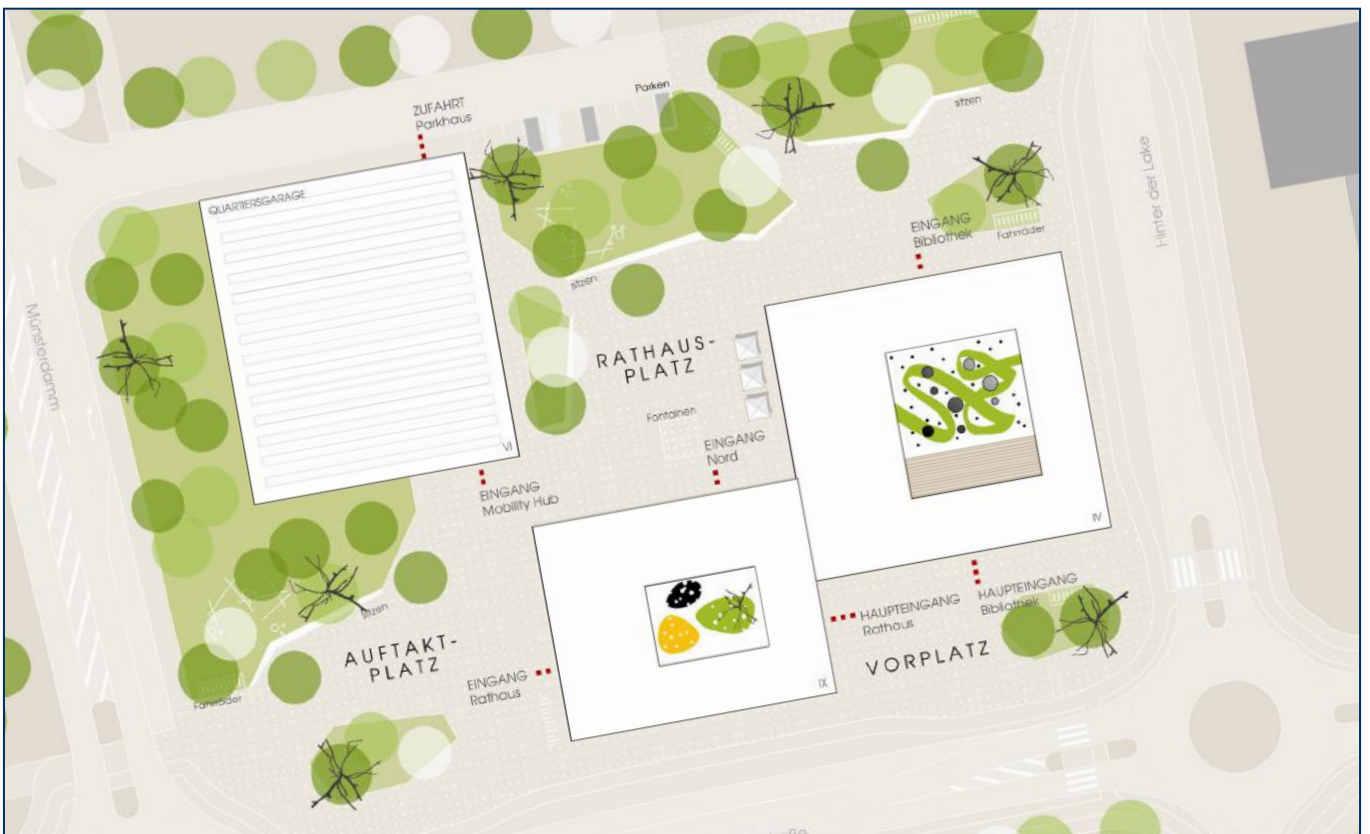 Parken
ZUFAHRT
Parkhaus
sitzen
QUARTIERSGARAGE
Hinter der Lake
EINGANG
Bibliothek
Fahrräder
sitzen
Münsterdamm
RATHAUS-
PLATZ
Fontainen
EINGANG
Nord
VI
EINGANG
Mobility Hub
IV
HAUPTEINGANG
Bibliothek
HAUPTEINGANG
Rathaus
sitzen
AUFTAKT-
PLATZ
VORPLATZ
EINGANG
Rathaus
IX
Fahrräder